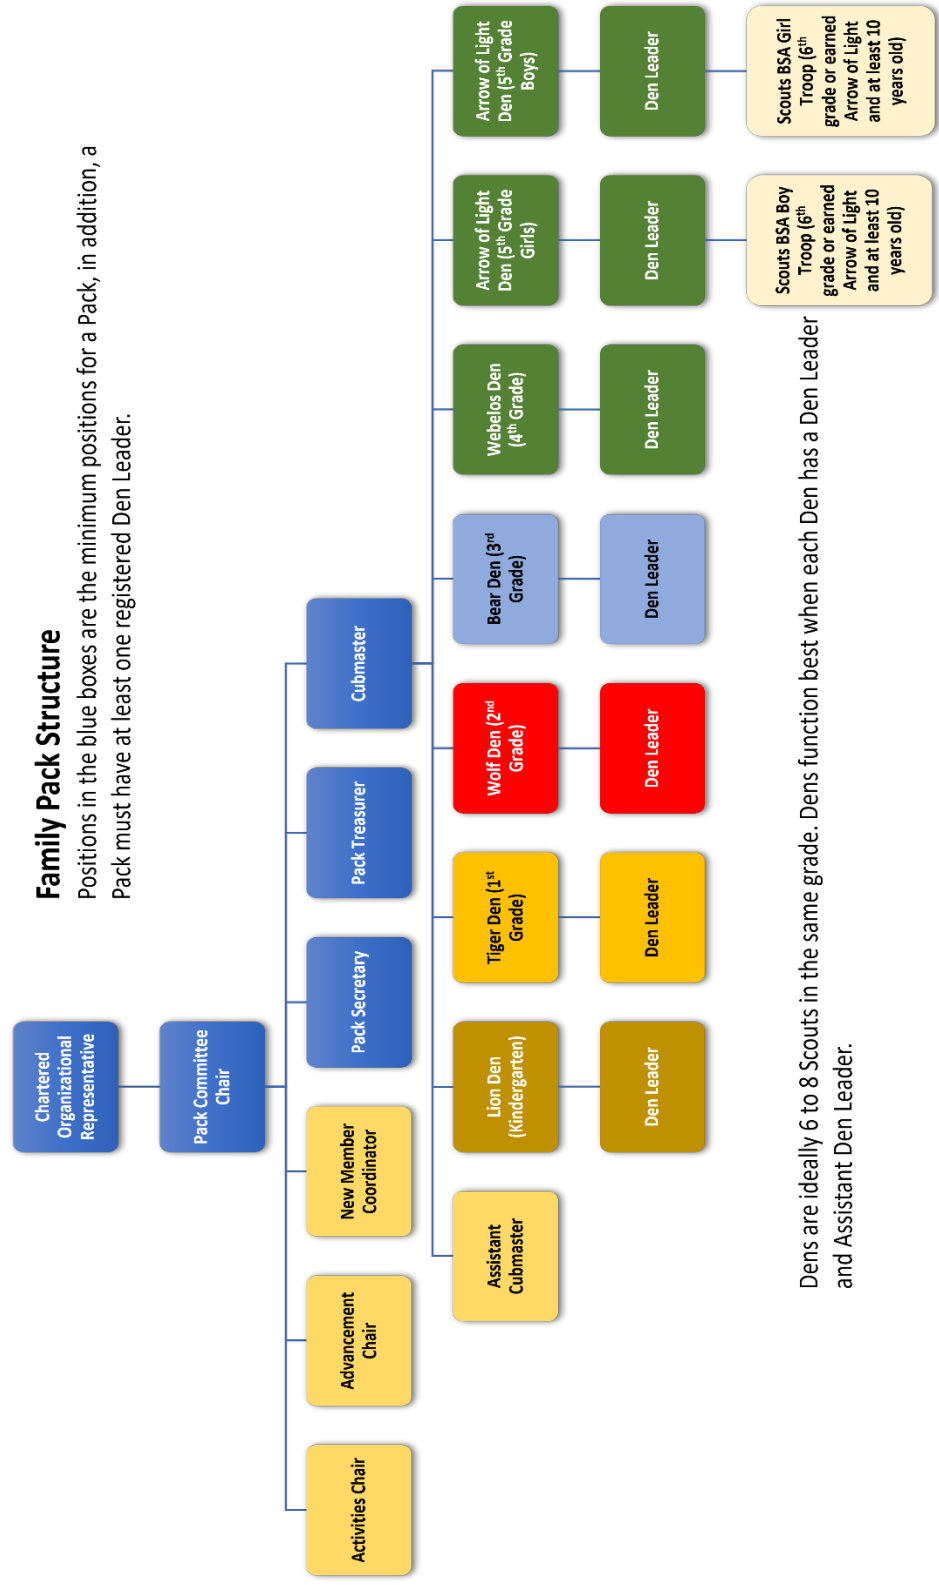 Family Pack Structure
Positions in the blue boxes are the minimum positions for a Pack, in addition, a
Pack must have at least one registered Den Leader.
Chartered
Organizational
Representative
Pack Committee
Chair
Activities Chair
Advancement
Chair
New Member
Coordinator
Pack Secretary
Pack Treasurer
Cubmaster
Assistant
Cubmaster
Lion Den
(Kindergarten)
Tiger Den (1st
Grade)
Wolf Den (2nd
Grade)
Bear Den (3rd
Grade)
Webelos Den
(4th Grade)
Arrow of Light
Den (5th Grade
Girls)
Arrow of Light
Den (5th Grade
Boys)
Den Leader
Den Leader
Den Leader
Den Leader
Den Leader
Den Leader
Den Leader
Scouts BSA Boy
Troop (6th
grade or earned
Arrow of Light
and at least 10
years old)
Scouts BSA Girl
Troop (6th
grade or earned
Arrow of Light
and at least 10
years old)
Dens are ideally 6 to 8 Scouts in the same grade. Dens function best when each Den has a Den Leader
and Assistant Den Leader.